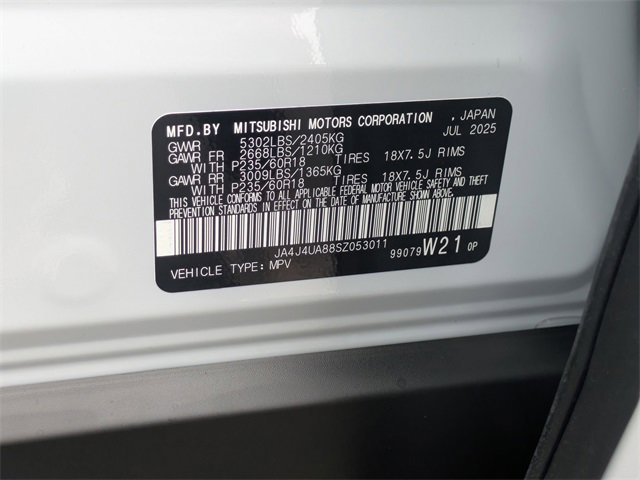 MFD.BY MITSUBISHI MOTORS CORPORATION , JAPAN
GVWR 5302LBS/2405KG JUL 2025
GAWR FR 2668LBS/1210KG
WITH P235/60R18 TIRES 18X7.5J RIMS
GAWR RR 3009LBS/1365KG
WITH P235/60R18 TIRES 18X7.5J RIMS
THIS VEHICLE CONFORMS TO ALL APPLICABLE FEDERAL MOTOR VEHICLE SAFETY AND THEFT
PREVENTION STANDARDS IN EFFECT ON THE DATE OF MANUFACTURE SHOWN ABOVE.
JA4J4UA88SZ053011
VEHICLE TYPE: MPV 99079 W21 0P